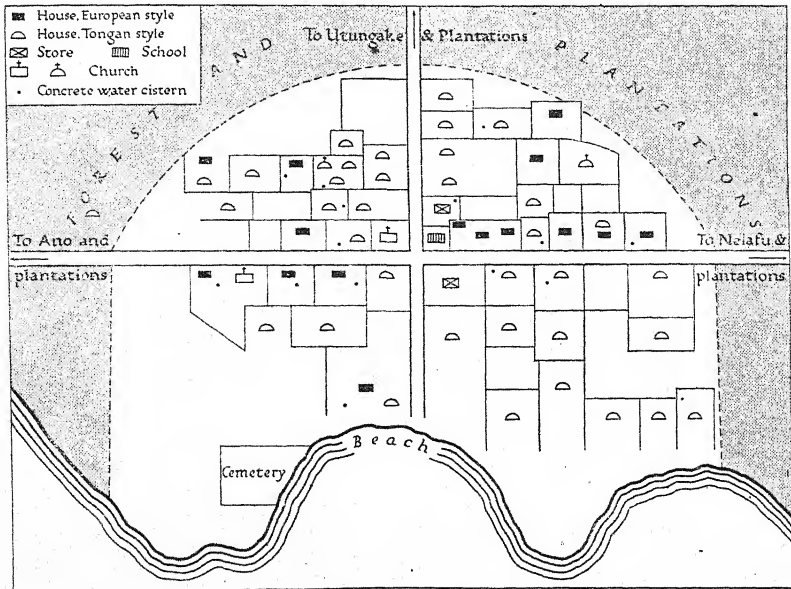 House, European style
House, Tongan style
Store School
Church
Concrete water cistern
To Utungake & Plantations
FOREST AND PLANTATIONS
To Ano and
plantations
To Neiafu &
plantations
Beach
Cemetery